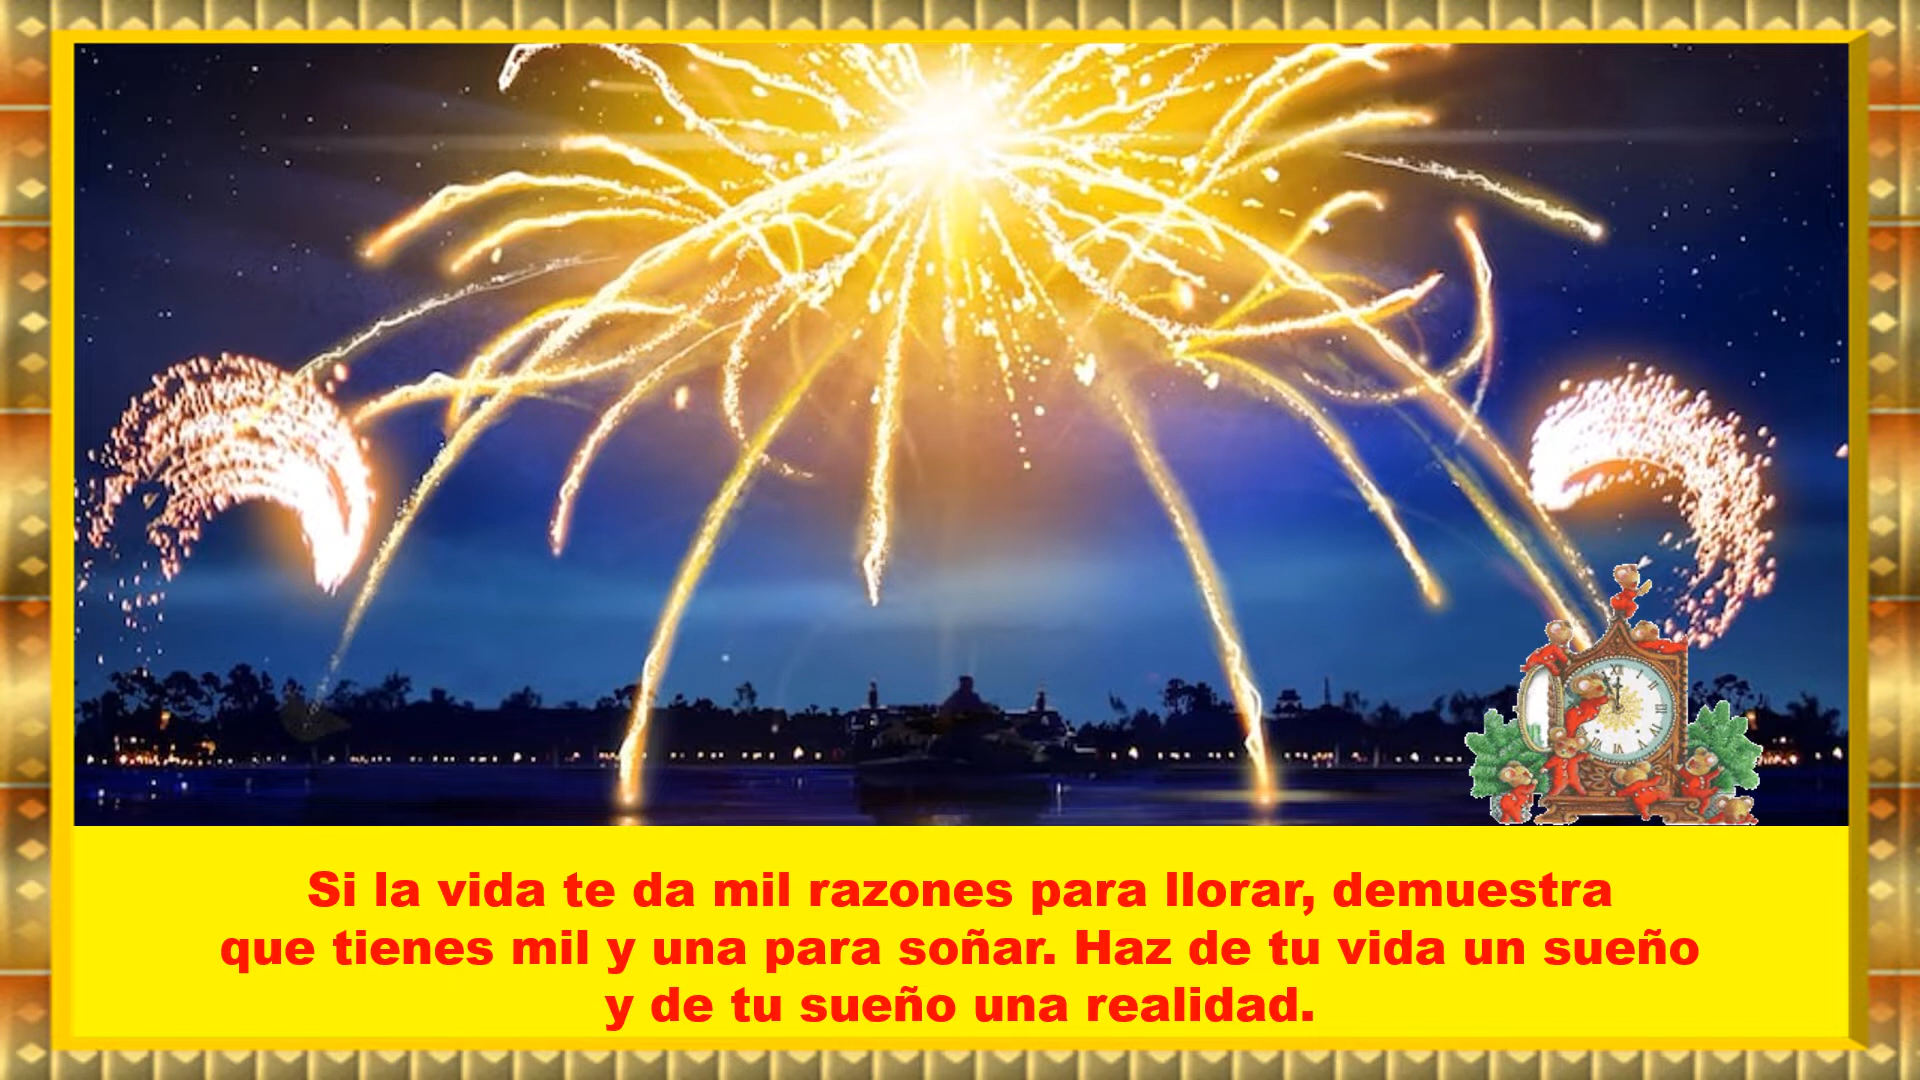 Si la vida te da mil razones para llorar, demuestra
que tienes mil y una para soñar. Haz de tu vida un sueño
y de tu sueño una realidad.